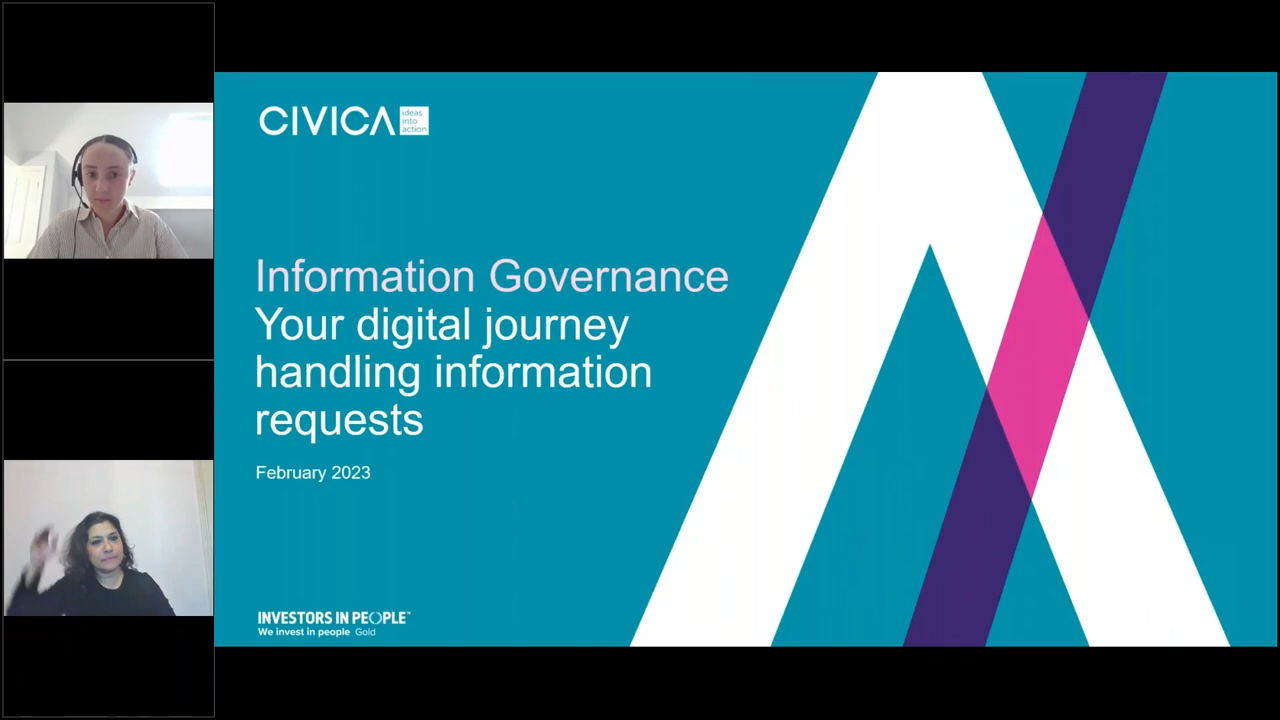 CIVICA
ideas
into
action
Information Governance
Your digital journey
handling information
requests
February 2023
INVESTORS IN PEOPLE™
We invest in people Gold